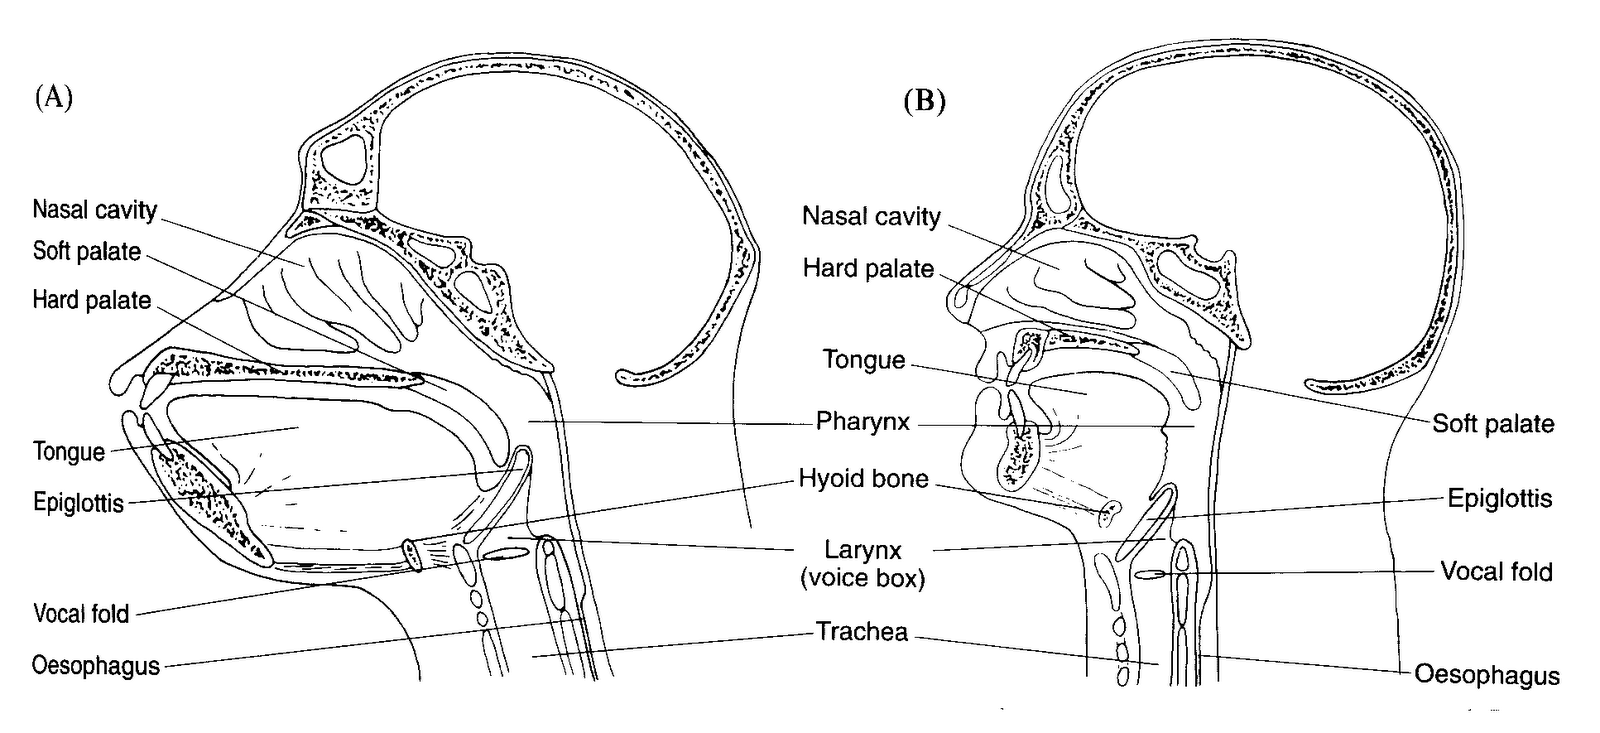 (A)
Nasal cavity
Soft palate
Hard palate
Tongue
Epiglottis
Vocal fold
Oesophagus
(B)
Nasal cavity
Hard palate
Tongue
Pharynx
Hyoid bone
Larynx
(voice box)
Trachea
Soft palate
Epiglottis
Vocal fold
Oesophagus